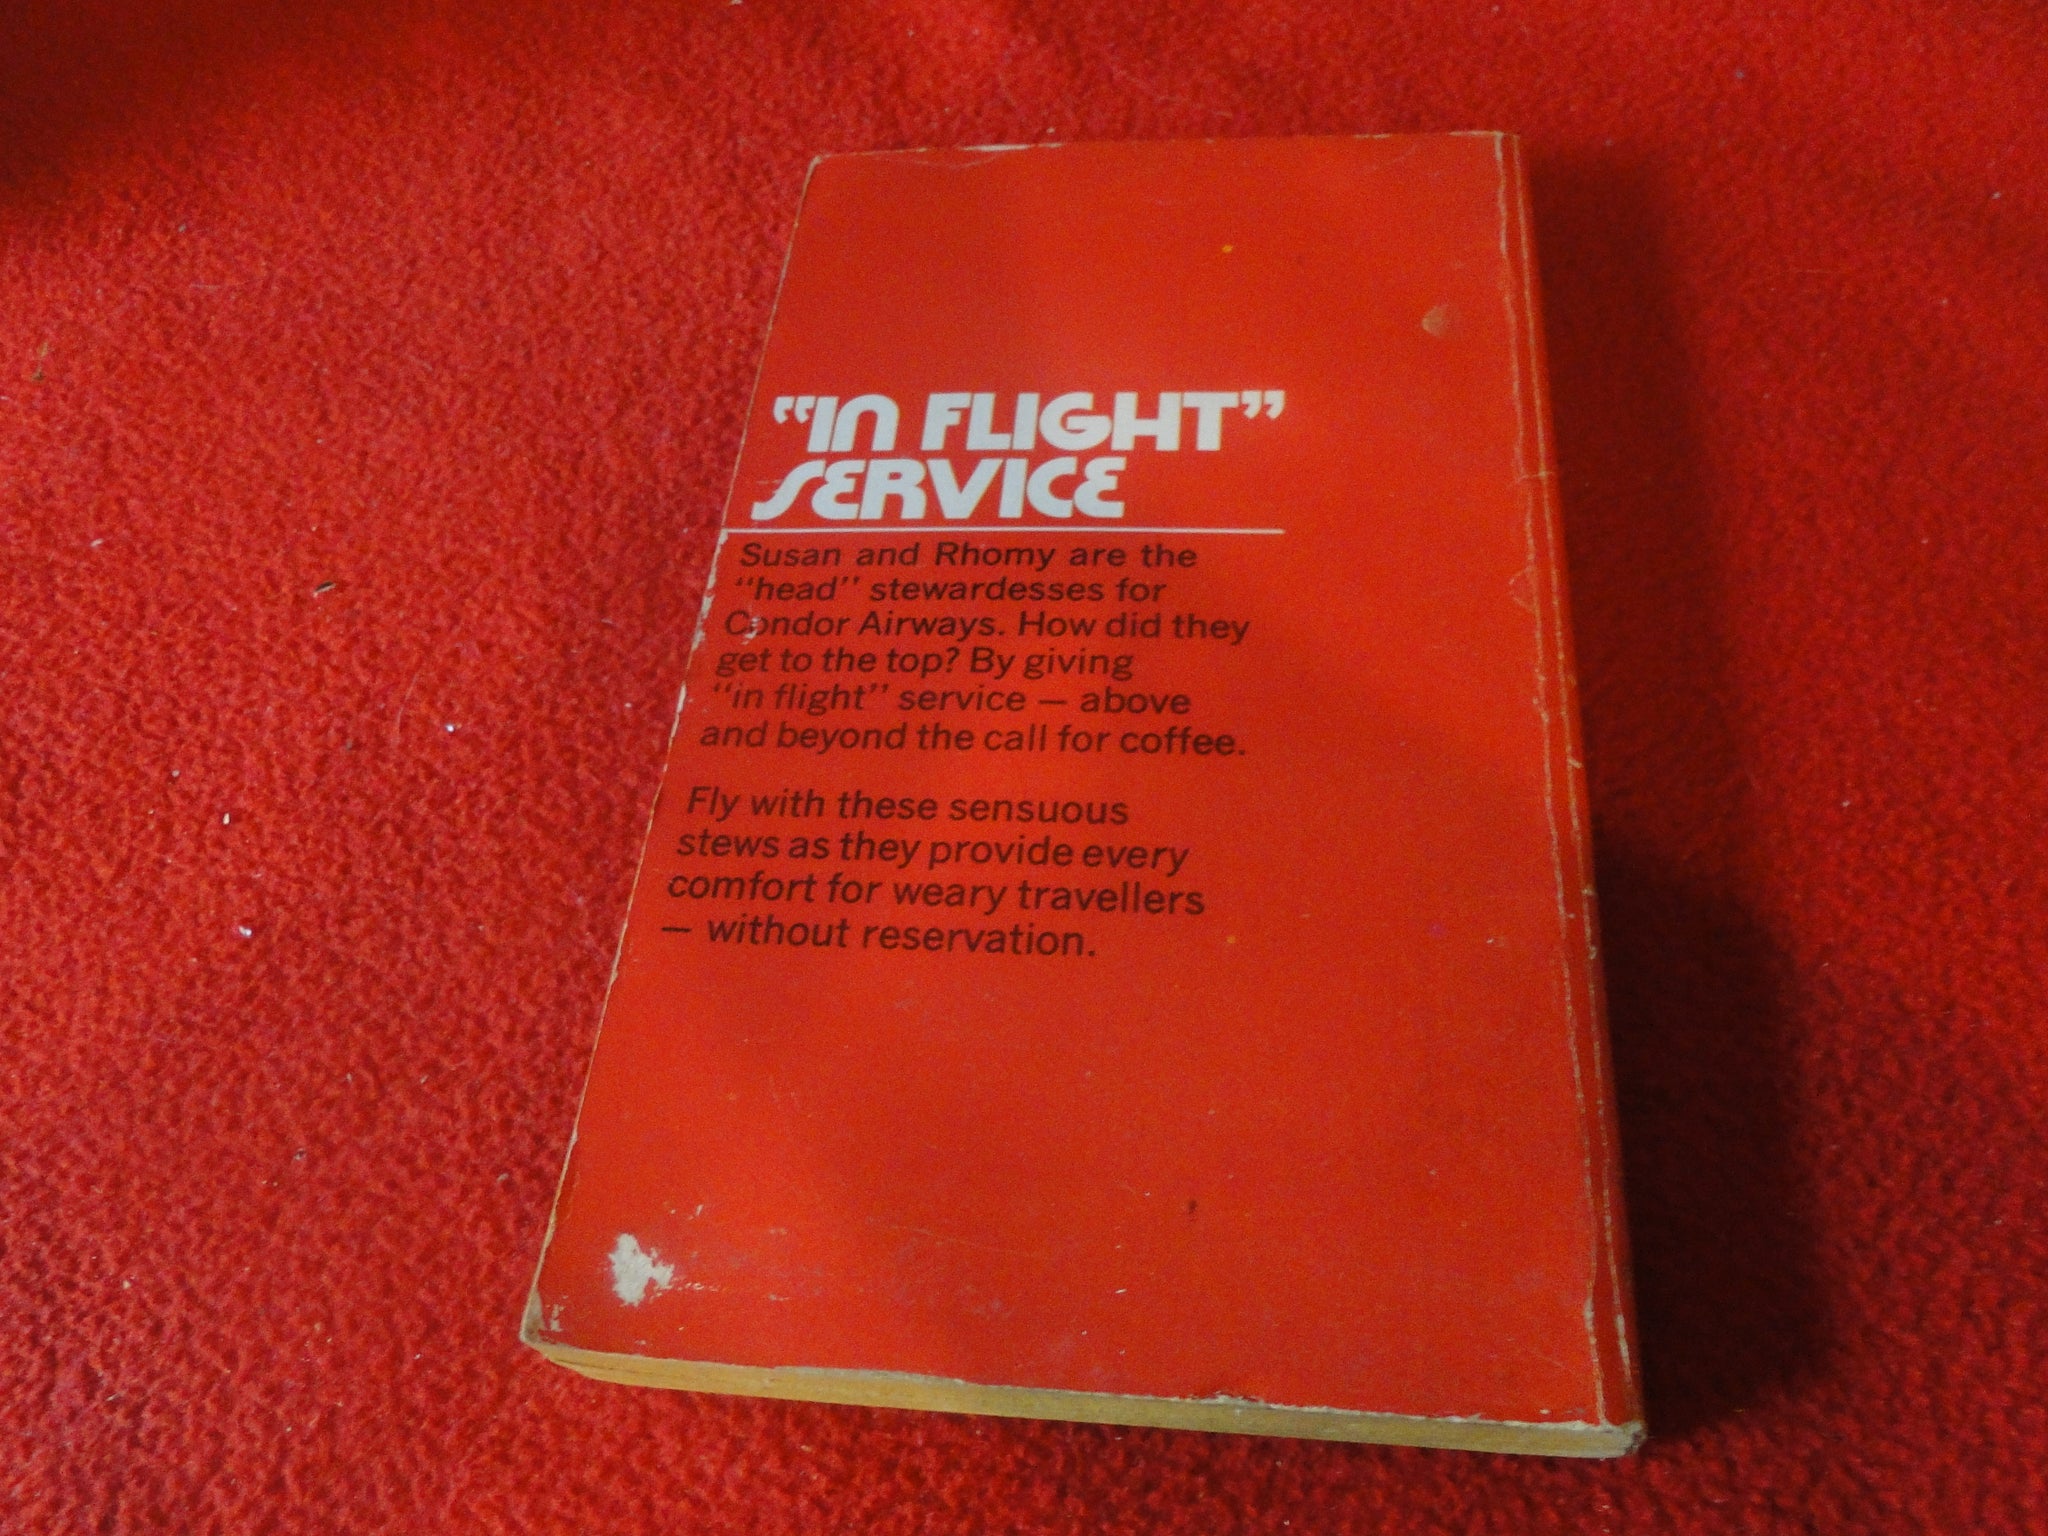 “IN FLIGHT”
SERVICE
Susan and Rhomy are the
“head” stewardesses for
Condor Airways. How did they
get to the top? By giving
“in flight” service — above
and beyond the call for coffee.
Fly with these sensuous
stews as they provide every
comfort for weary travellers
— without reservation.